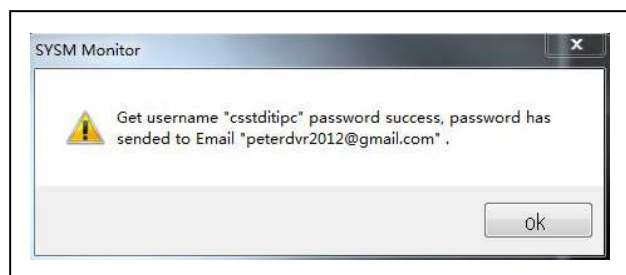 SYSM Monitor
x
Get username "csstditipc" password success, password has
sended to Email "peterdvr2012@gmail.com" .
ok